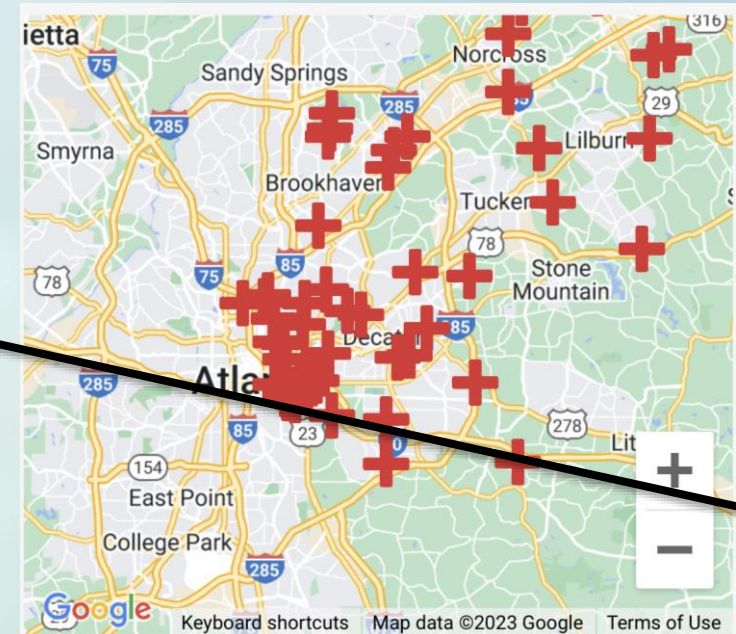 ietta
316
75
Norcross
Sandy Springs
285
285
85
29
Smyrna
Lilburn
Brookhaven
Tucker
78
85
75
78
Stone
Mountain
285
Decatur
285
Atla
278
85
23
Lit
154
East Point
College Park
285
Google
Keyboard shortcuts Map data ©2023 Google Terms of Use